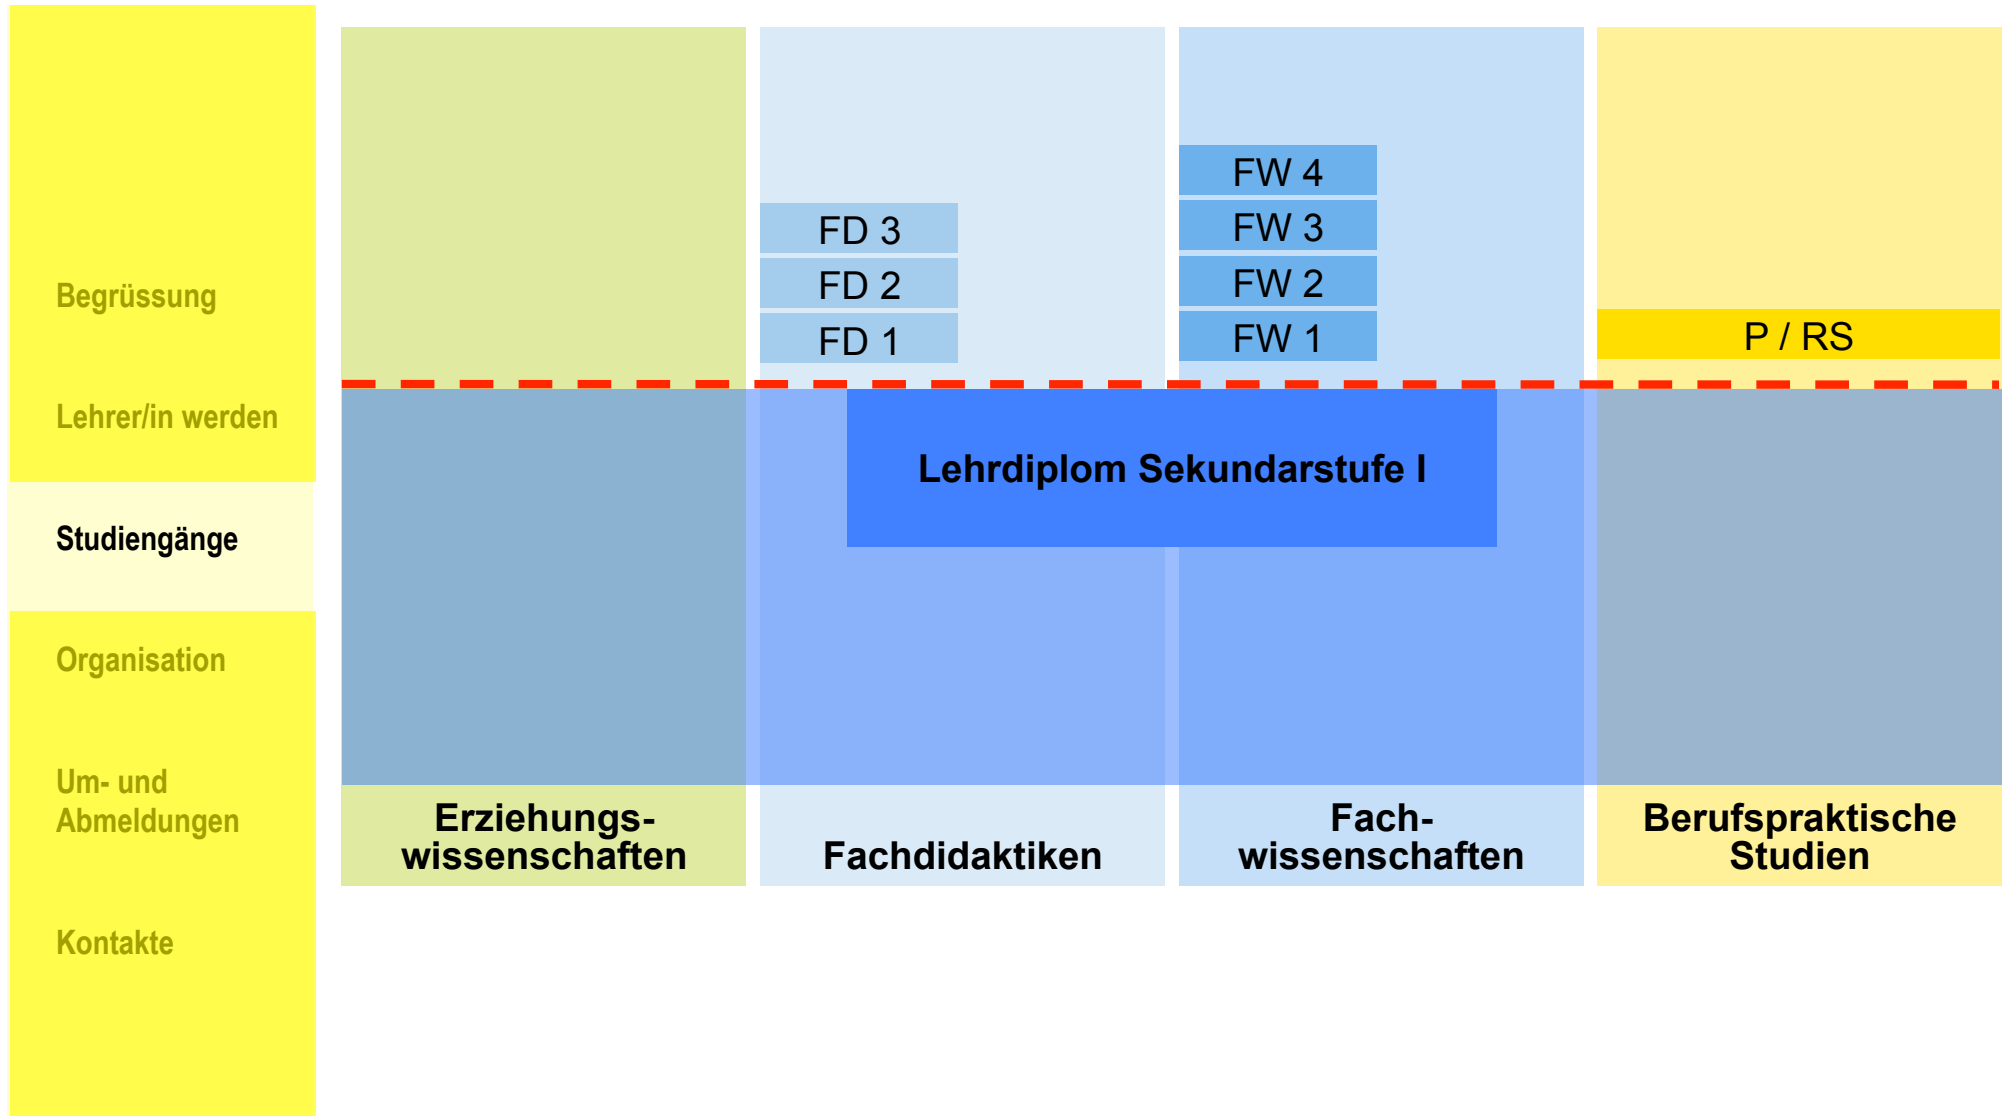 Begrüssung
Lehrer/in werden
Studiengänge
Organisation
Um- und
Abmeldungen
Kontakte
FD 3
FD 2
FD 1
FW 4
FW 3
FW 2
FW 1
P / RS
Lehrdiplom Sekundarstufe I
Erziehungs-
wissenschaften
Fachdidaktiken
Fach-
wissenschaften
Berufspraktische
Studien